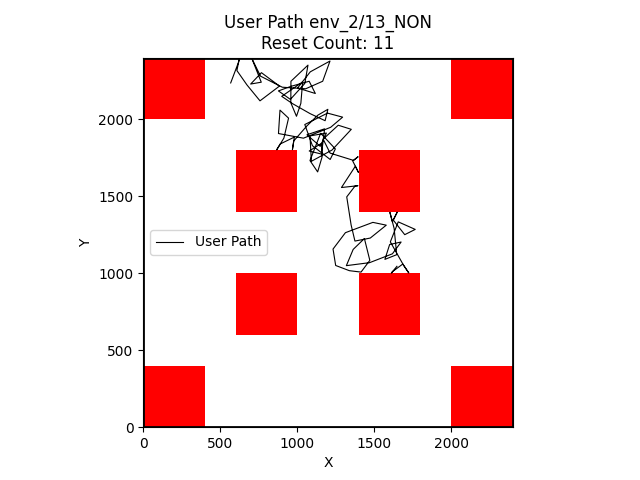 User Path env_2/13_NON
Reset Count: 11
Y
2000
1500
1000
500
0
User Path
0 500 1000 1500 2000
X